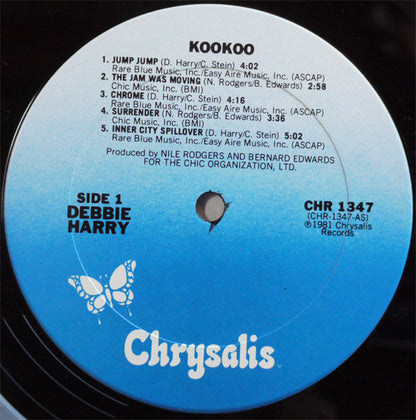 KOOKOO
1. JUMP JUMP (D. Harry/C. Stein) 4:02
Rare Blue Music, Inc./Easy Aire Music, Inc. (ASCAP)
2. THE JAM WAS MOVING (N. Rodgers/B. Edwards) 2:58
Chic Music, Inc. (BMI)
3. CHROME (D. Harry/C. Stein) 4:16
Rare Blue Music, Inc./Easy Aire Music, Inc. (ASCAP)
4. SURRENDER (N. Rodgers/B. Edwards) 3:36
Chic Music, Inc. (BMI)
5. INNER CITY SPILLOVER (D. Harry/C. Stein) 5:02
Rare Blue Music, Inc./Easy Aire Music, Inc. (ASCAP)
Produced by NILE RODGERS AND BERNARD EDWARDS
FOR THE CHIC ORGANIZATION, LTD.
SIDE 1
DEBBIE
HARRY
CHR 1347
(CHR-1347-AS)
℗1981 Chrysalis
Records
Chrysalis